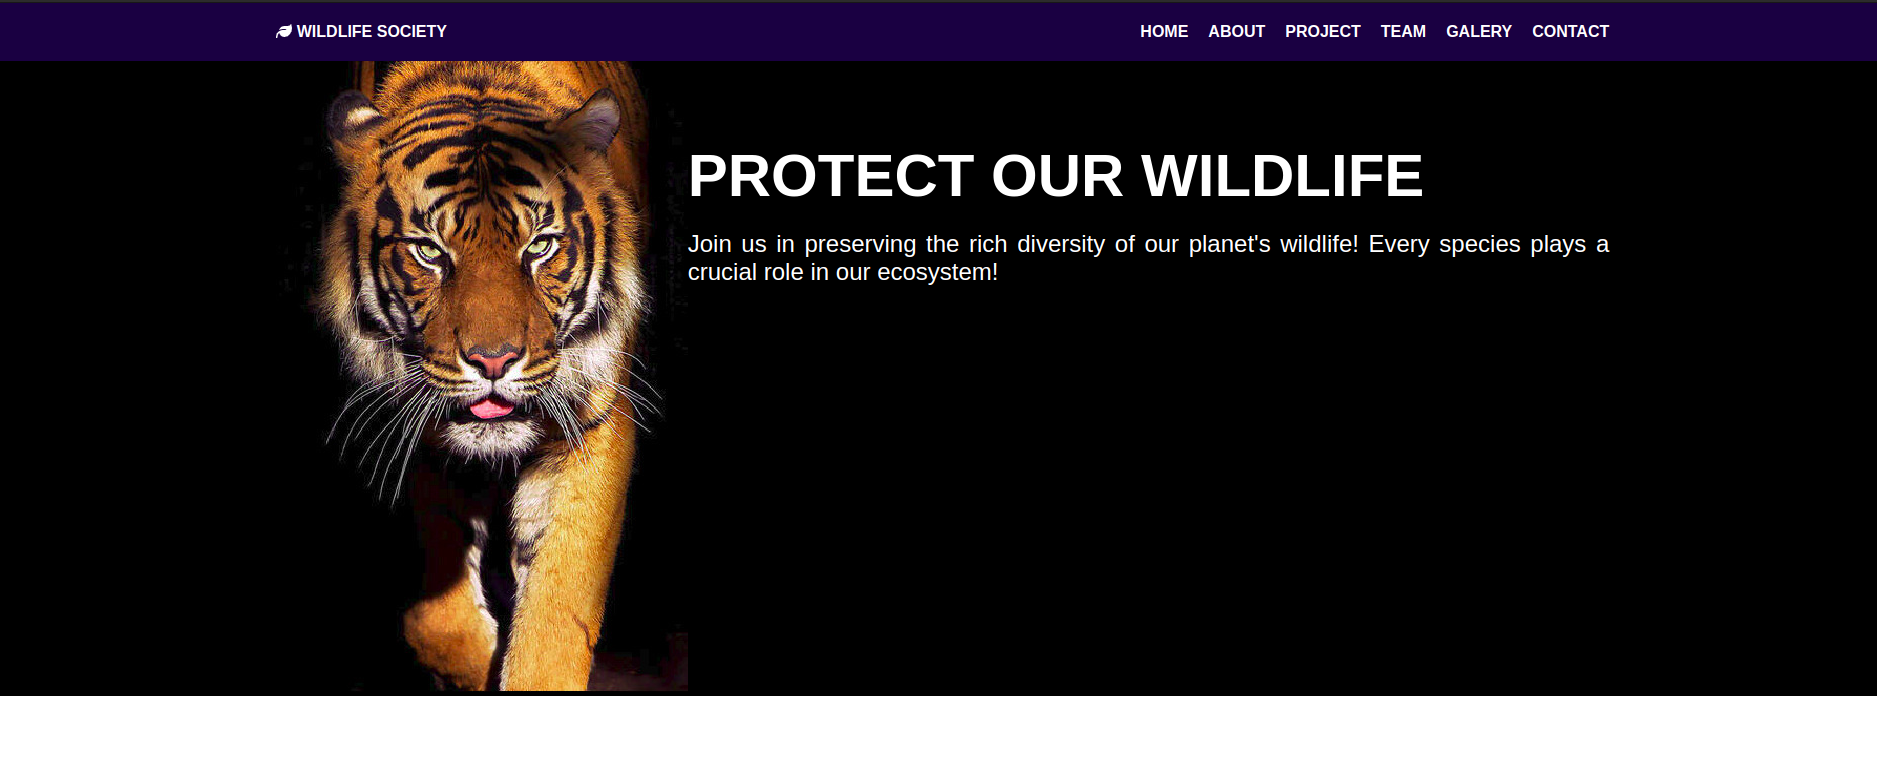 WILDLIFE SOCIETY
HOME ABOUT PROJECT TEAM GALERY CONTACT
PROTECT OUR WILDLIFE
Join us in preserving the rich diversity of our planet's wildlife! Every species plays a
crucial role in our ecosystem!